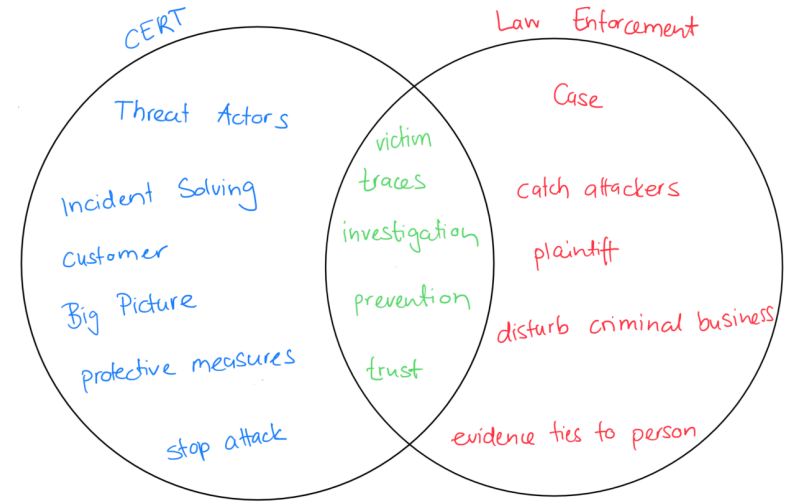 CERT
Law Enforcement
Threat Actors
Incident Solving
Customer
Big Picture
protective measures
stop attack
victim
traces
investigation
prevention
trust
Case
catch attackers
plaintiff
disturb criminal business
evidence ties to person